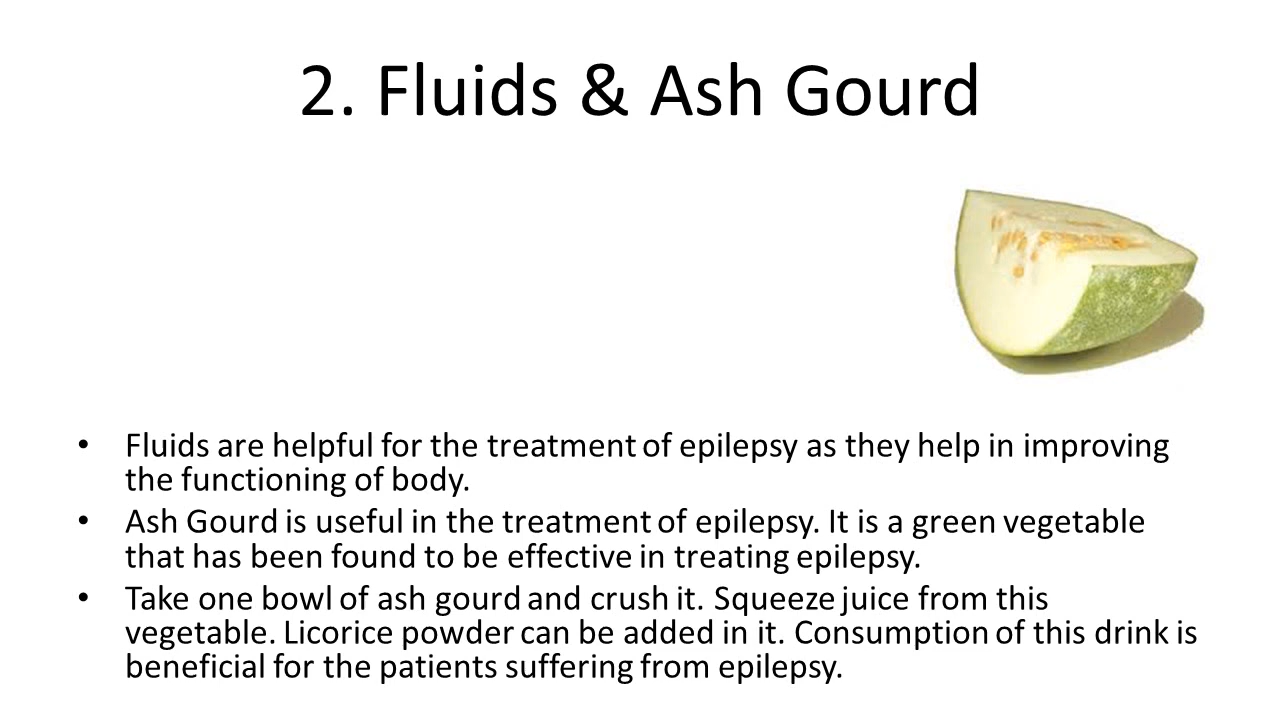 2. Fluids & Ash Gourd
• Fluids are helpful for the treatment of epilepsy as they help in improving
the functioning of body.
• Ash Gourd is useful in the treatment of epilepsy. It is a green vegetable
that has been found to be effective in treating epilepsy.
• Take one bowl of ash gourd and crush it. Squeeze juice from this
vegetable. Licorice powder can be added in it. Consumption of this drink is
beneficial for the patients suffering from epilepsy.